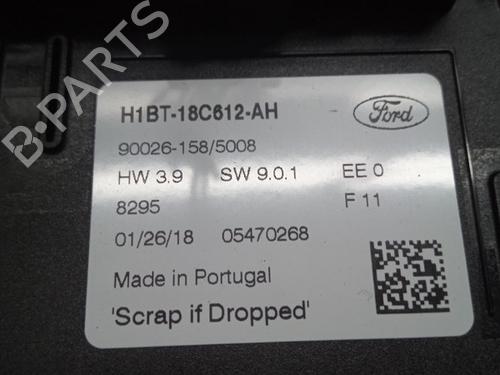 B-PARTS
H1BT-18C612-AH
Ford
90026-158/5008
HW 3.9 SW 9.0.1 EE 0
8295 F 11
01/26/18 05470268
Made in Portugal
'Scrap if Dropped'